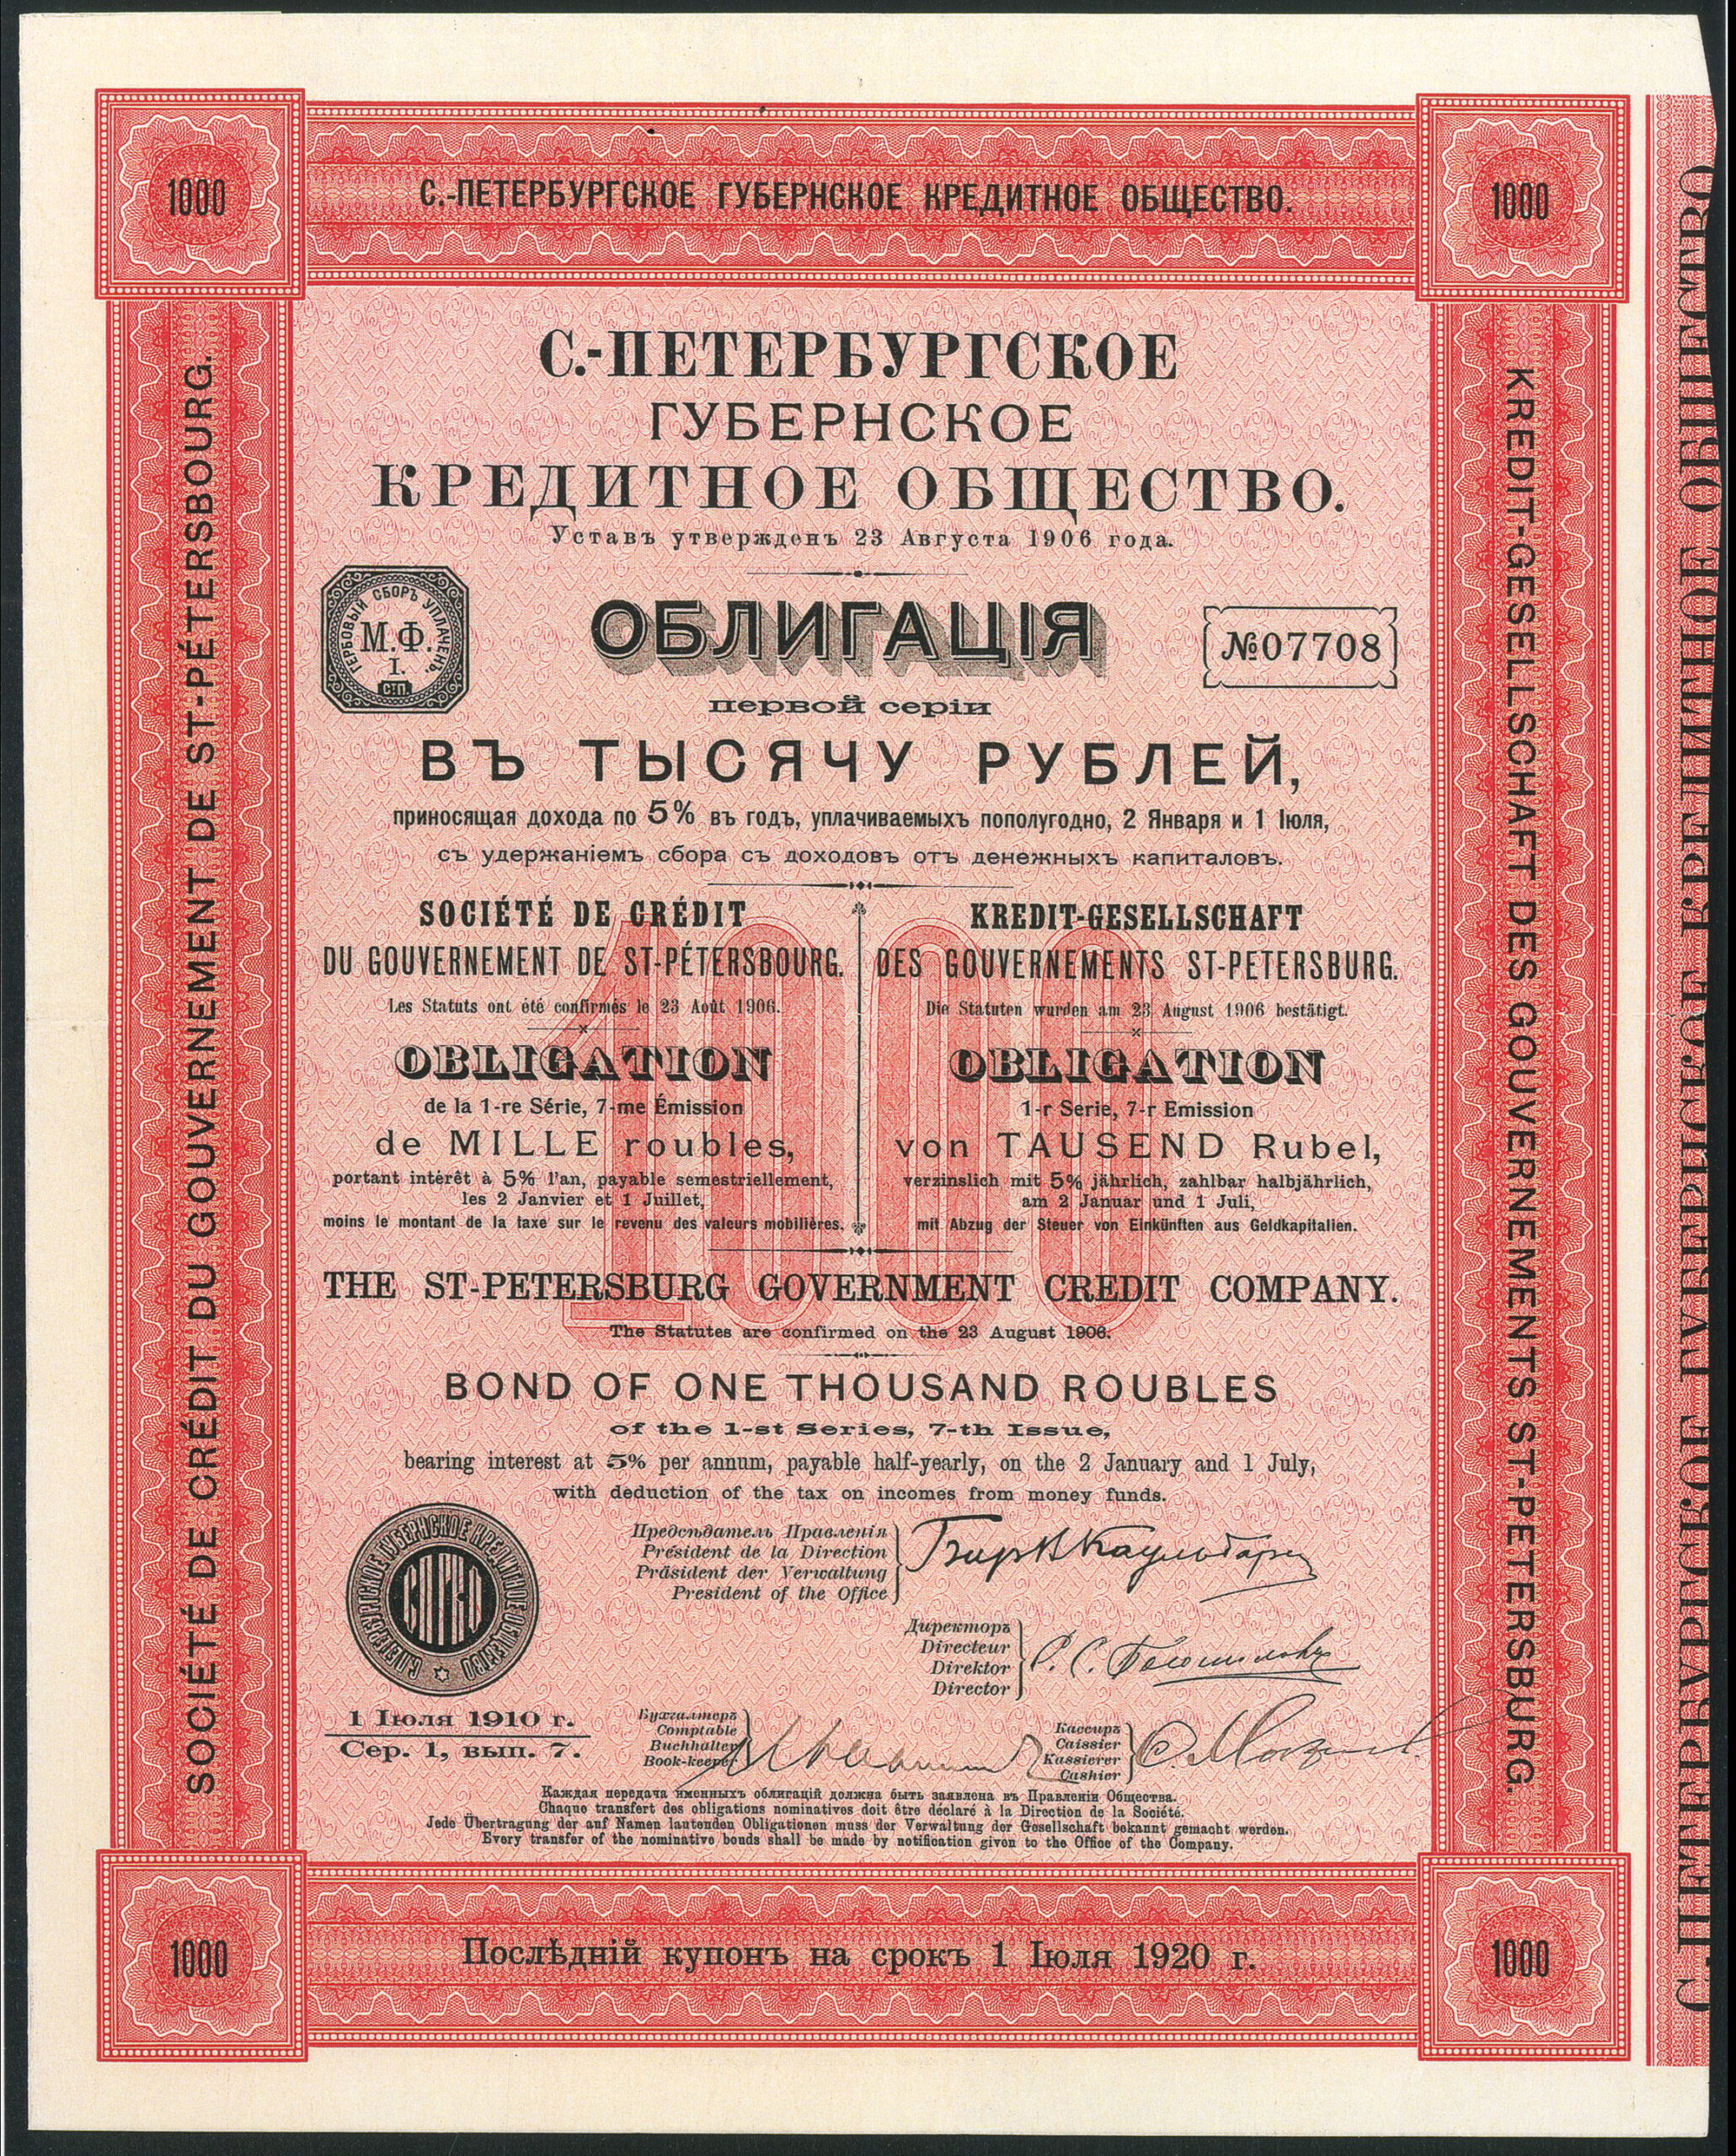 1000
С.-ПЕТЕРБУРГСКОЕ ГУБЕРНСКОЕ КРЕДИТНОЕ ОБЩЕСТВО.
1000
SOCIÉTÉ DE CRÉDIT DU GOUVERNEMENT DE ST-PÉTERSBOURG.
С.-ПЕТЕРБУРГСКОЕ
ГУБЕРНСКОЕ
КРЕДИТНОЕ ОБЩЕСТВО.
Уставъ утвержденъ 23 Августа 1906 года.
ГЕРБОВЫЙ СБОРЪ УПЛАЧЕНЪ.
М.Ф.
I.
С.П.
ОБЛИГАЦІЯ
№07708
первой серіи
ВЪ ТЫСЯЧУ РУБЛЕЙ,
приносящая дохода по 5% въ годъ, уплачиваемыхъ пополугодно, 2 Января и 1 Іюля,
съ удержаніемъ сбора съ доходовъ отъ денежныхъ капиталовъ.
1000
SOCIÉTÉ DE CRÉDIT
DU GOUVERNEMENT DE ST-PÉTERSBOURG.
Les Statuts ont été confirmés le 23 Août 1906.
OBLIGATION
de la 1-re Série, 7-me Émission
de MILLE roubles,
portant intérêt à 5% l'an, payable semestriellement,
les 2 Janvier et 1 Juillet,
moins le montant de la taxe sur le revenu des valeurs mobilières.
KREDIT-GESELLSCHAFT
DES GOUVERNEMENTS ST-PETERSBURG.
Die Statuten wurden am 23 August 1906 bestätigt.
OBLIGATION
1-r Serie, 7-r Emission
von TAUSEND Rubel,
verzinslich mit 5% jährlich, zahlbar halbjährlich,
am 2 Januar und 1 Juli,
mit Abzug der Steuer von Einkünften aus Geldkapitalien.
THE ST-PETERSBURG GOVERNMENT CREDIT COMPANY.
The Statutes are confirmed on the 23 August 1906.
BOND OF ONE THOUSAND ROUBLES
of the 1-st Series, 7-th Issue,
bearing interest at 5% per annum, payable half-yearly, on the 2 January and 1 July,
with deduction of the tax on incomes from money funds.
С.ПЕТЕРБУРГСКОЕ ГУБЕРНСКОЕ КРЕДИТНОЕ ОБЩЕСТВО
СПГКО
Предсѣдатель Правленія
Président de la Direction
Präsident der Verwaltung
President of the Office
Директоръ
Directeur
Direktor
Director
1 Іюля 1910 г.
Сер. 1, вып. 7.
Бухгалтеръ
Comptable
Buchhalter
Book-keeper
Кассиръ
Caissier
Kassierer
Cashier
Каждая передача именныхъ облигацій должна быть заявлена въ Правленіи Общества.
Chaque transfert des obligations nominatives doit être déclaré à la Direction de la Société.
Jede Übertragung der auf Namen lautenden Obligationen muss der Verwaltung der Gesellschaft bekannt gemacht werden.
Every transfer of the nominative bonds shall be made by notification given to the Office of the Company.
KREDIT-GESELLSCHAFT DES GOUVERNEMENTS ST-PETERSBURG.
1000
Послѣдній купонъ на срокъ 1 Іюля 1920 г.
1000
С.-ПЕТЕРБУРГСКОЕ ГУБЕРНСКОЕ КРЕДИТНОЕ ОБЩЕСТВО